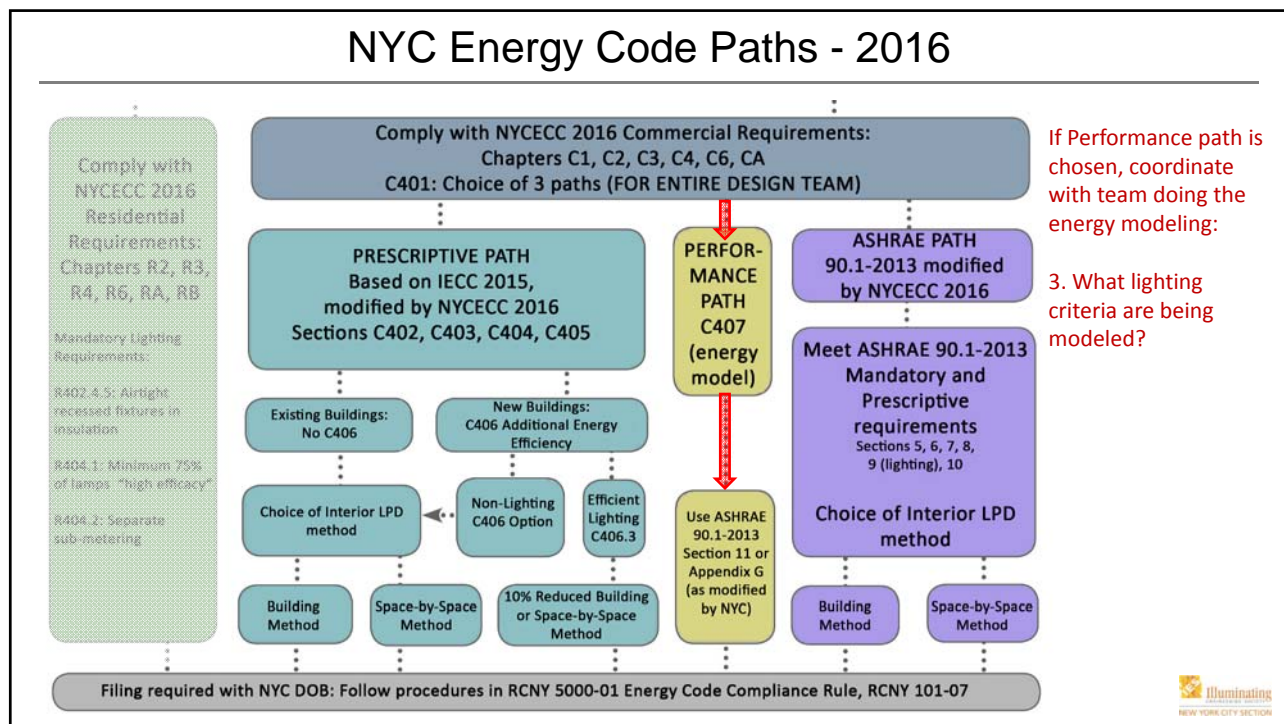 NYC Energy Code Paths - 2016
Comply with
NYCECC 2016
Residential
Requirements:
Chapters R2, R3,
R4, R6, RA, RB
Mandatory Lighting
Requirements:
R402.4.5: Airtight
recessed fixtures in
insulation
R404.1: Minimum 75%
of lamps "high efficacy"
R404.2: Separate
sub-metering
Comply with NYCECC 2016 Commercial Requirements:
Chapters C1, C2, C3, C4, C6, CA
C401: Choice of 3 paths (FOR ENTIRE DESIGN TEAM)
PRESCRIPTIVE PATH
Based on IECC 2015,
modified by NYCECC 2016
Sections C402, C403, C404, C405
Existing Buildings:
No C406
New Buildings:
C406 Additional Energy
Efficiency
Choice of Interior LPD
method
Non-Lighting
C406 Option
Efficient
Lighting
C406.3
Building
Method
Space-by-Space
Method
10% Reduced Building
or Space-by-Space
Method
PERFOR-
MANCE
PATH
C407
(energy
model)
Use ASHRAE
90.1-2013
Section 11 or
Appendix G
(as modified
by NYC)
ASHRAE PATH
90.1-2013 modified
by NYCECC 2016
Meet ASHRAE 90.1-2013
Mandatory and
Prescriptive
requirements
Sections 5, 6, 7, 8,
9 (lighting), 10
Choice of Interior LPD
method
Building
Method
Space-by-Space
Method
If Performance path is
chosen, coordinate
with team doing the
energy modeling:
3. What lighting
criteria are being
modeled?
Filing required with NYC DOB: Follow procedures in RCNY 5000-01 Energy Code Compliance Rule, RCNY 101-07
Illuminating
ENGINEERING SOCIETY
NEW YORK CITY SECTION